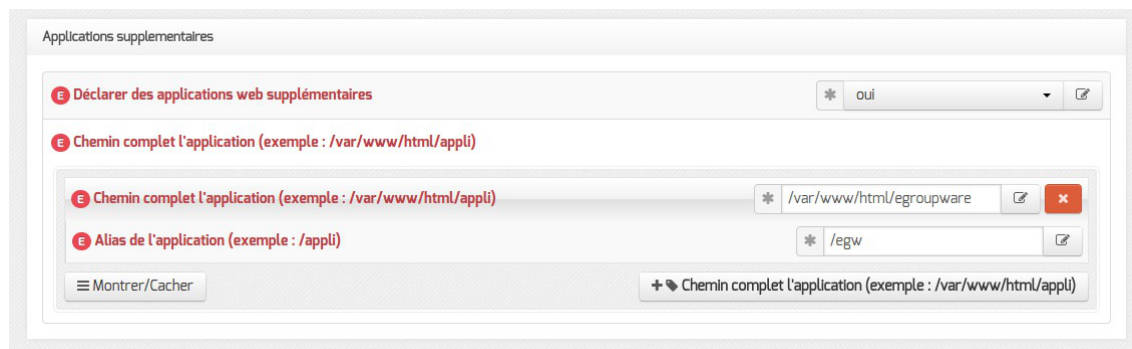 Applications supplementaires
E Déclarer des applications web supplémentaires * oui
E Chemin complet l'application (exemple : /var/www/html/appli)
E Chemin complet l'application (exemple : /var/www/html/appli) * /var/www/html/egroupware
E Alias de l'application (exemple : /appli) * /egw
Montrer/Cacher + Chemin complet l'application (exemple : /var/www/html/appli)